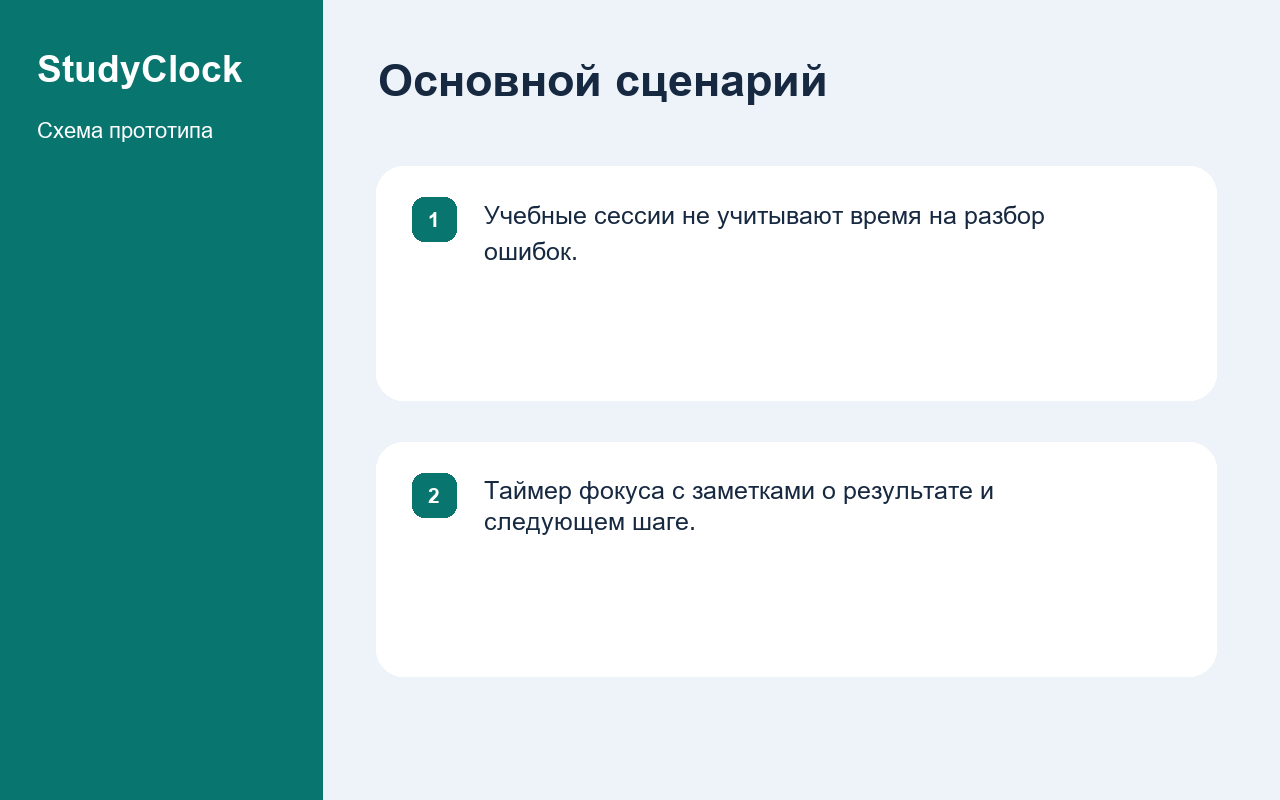 StudyClock
Схема прототипа
Основной сценарий
1
Учебные сессии не учитывают время на разбор
ошибок.
2
Таймер фокуса с заметками о результате и
следующем шаге.